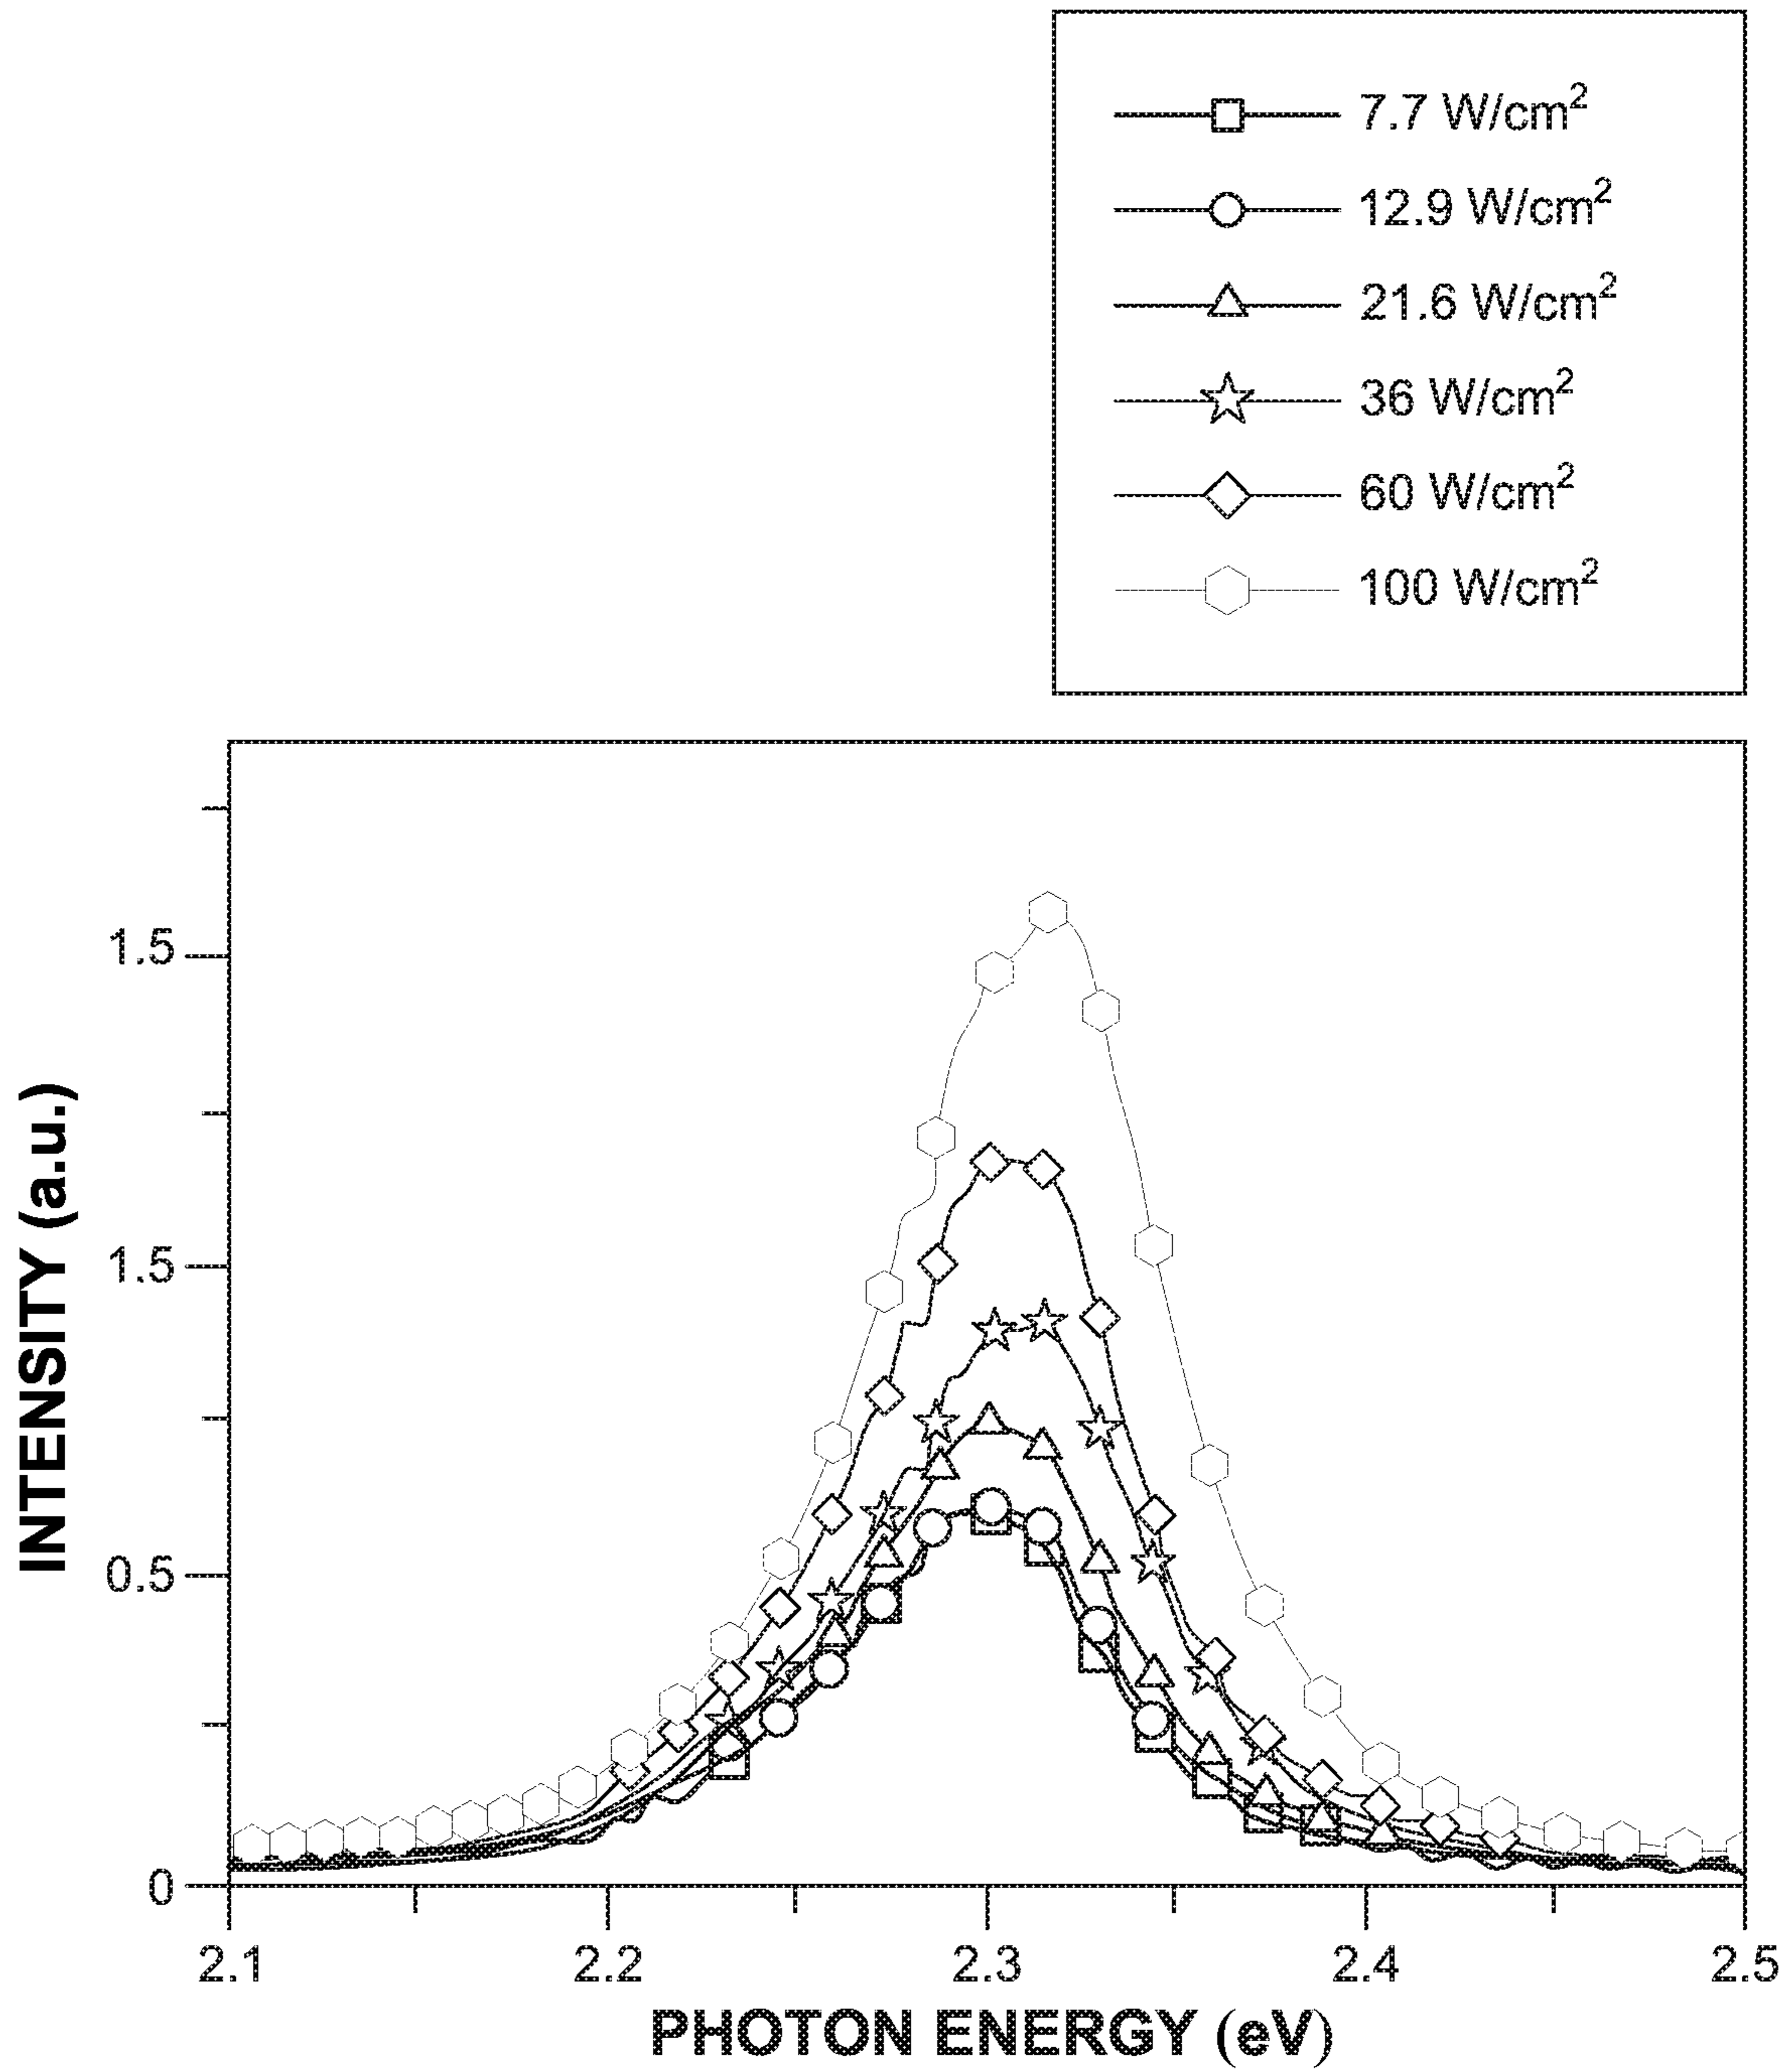 7.7 W/cm²
12.9 W/cm²
21.6 W/cm²
36 W/cm²
60 W/cm²
100 W/cm²
INTENSITY (a.u.)
1.5
1.5
0.5
0
2.1 2.2 2.3 2.4 2.5
PHOTON ENERGY (eV)